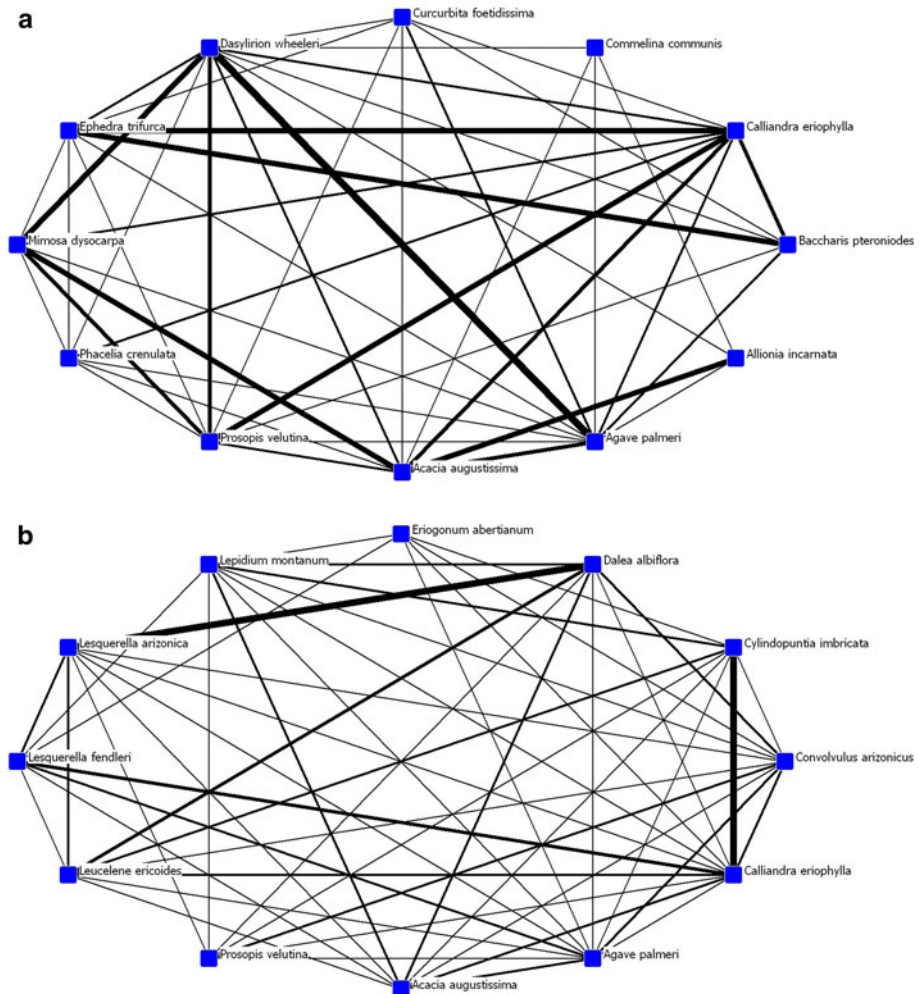 a
Curcurbita foetidissima
Dasylirion wheeleri
Commelina communis
Ephedra trifurca
Calliandra eriophylla
Mimosa dysocarpa
Baccharis pteroniodes
Phacelia crenulata
Allionia incarnata
Prosopis velutina
Agave palmeri
Acacia augustissima
b
Eriogonum abertianum
Lepidium montanum
Dalea albiflora
Lesquerella arizonica
Cylindopuntia imbricata
Lesquerella fendleri
Convolvulus arizonicus
Leucelene ericoides
Calliandra eriophylla
Prosopis velutina
Agave palmeri
Acacia augustissima